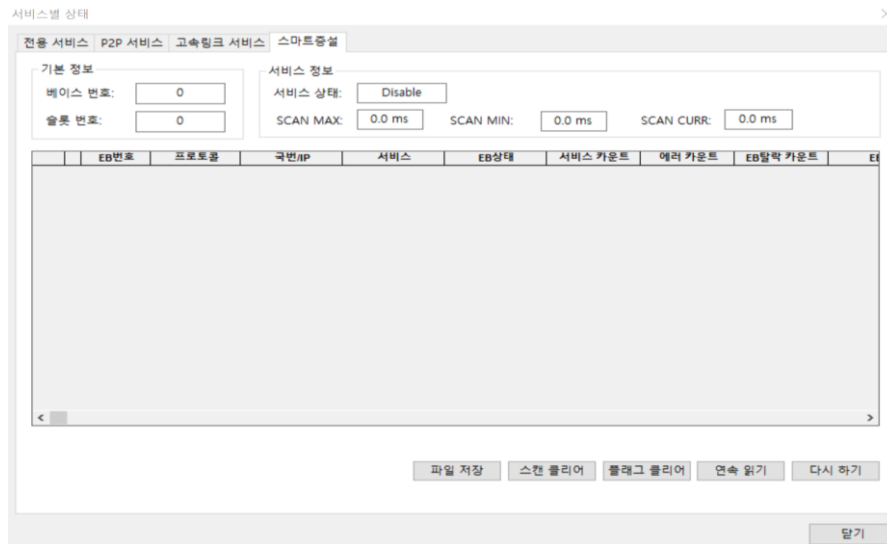 서비스별 상태
전용 서비스 P2P 서비스 고속링크 서비스 스마트증설
기본 정보
베이스 번호: 0
슬롯 번호: 0
서비스 정보
서비스 상태: Disable
SCAN MAX: 0.0 ms SCAN MIN: 0.0 ms SCAN CURR: 0.0 ms
EB번호 프로토콜 국번/IP 서비스 EB상태 서비스 카운트 에러 카운트 EB탈락 카운트
파일 저장 스캔 클리어 플래그 클리어 연속 읽기 다시 하기
닫기